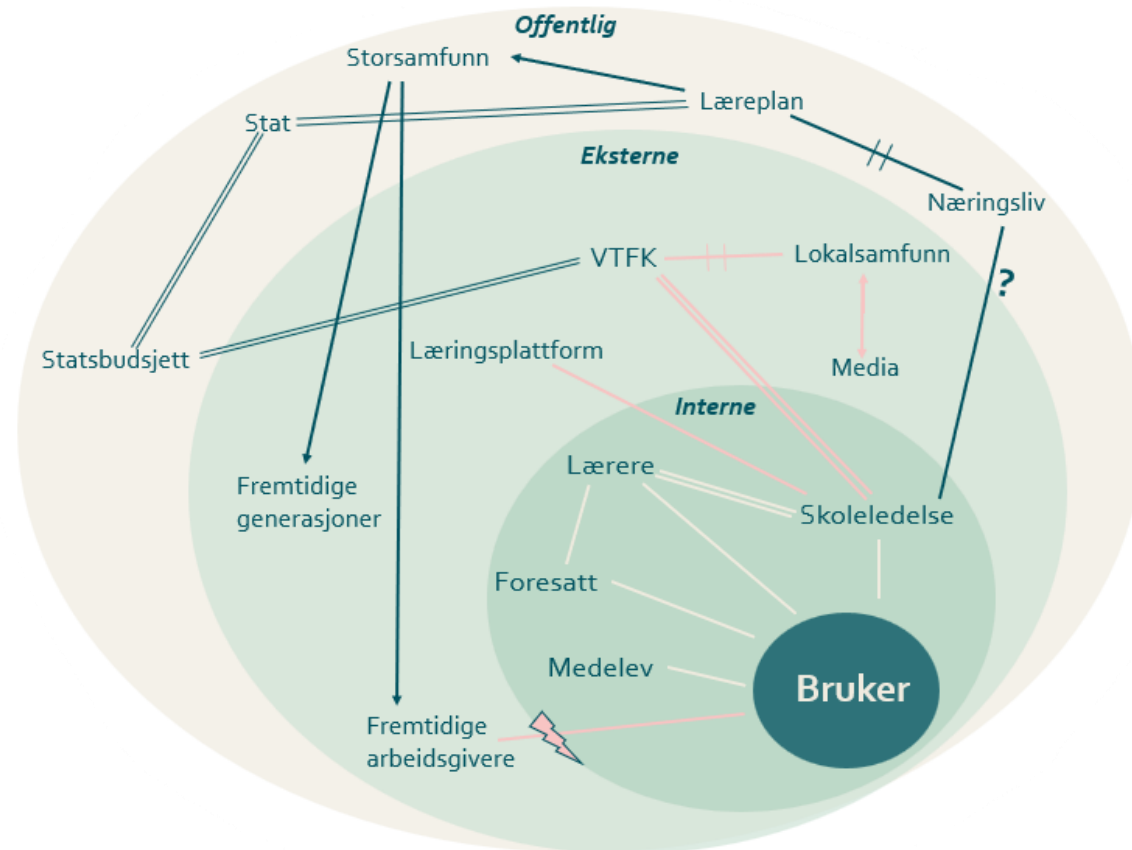 Offentlig
Storsamfunn
Læreplan
Stat
Eksterne
Næringsliv
VTFK
Lokalsamfunn
?
Statsbudsjett
Læringsplattform
Media
Interne
Lærere
Fremtidige
generasjoner
Skoleledelse
Foresatt
Medelev
Bruker
Fremtidige
arbeidsgivere